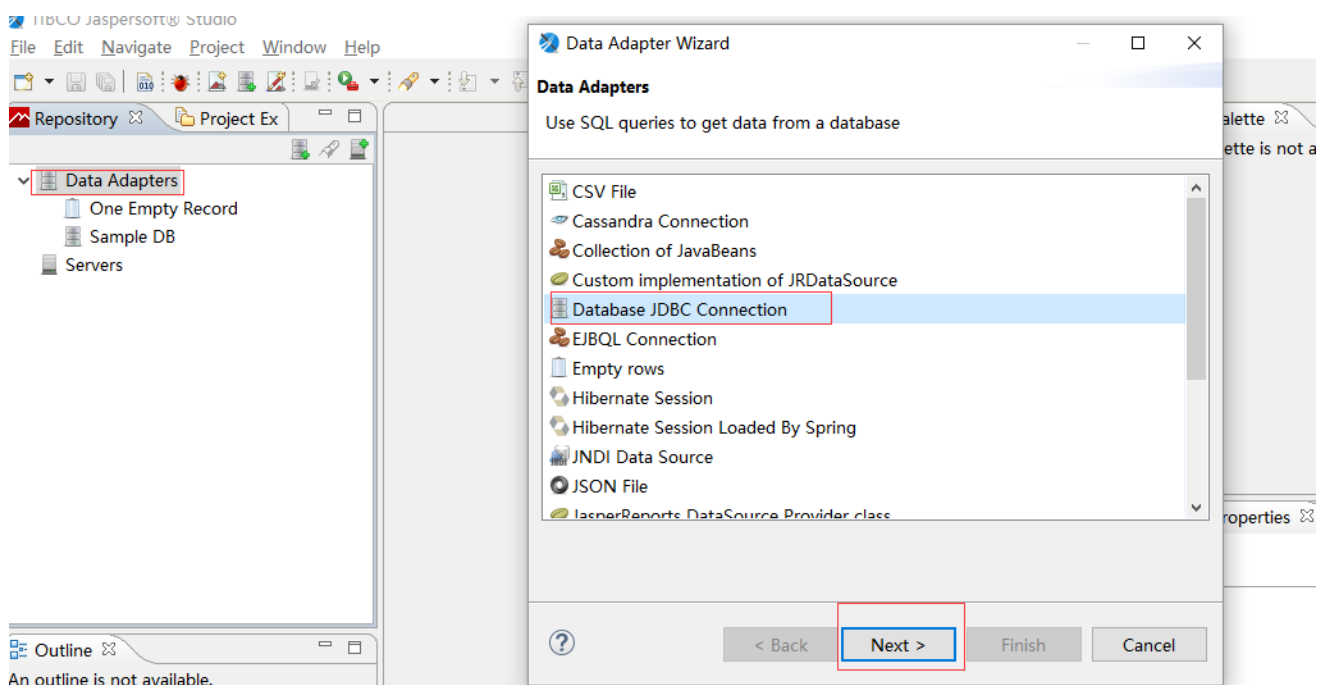 TIBCO Jaspersoft® Studio
File Edit Navigate Project Window Help
Repository
Project Ex
Data Adapters
One Empty Record
Sample DB
Servers
Outline
An outline is not available.
Data Adapter Wizard
Data Adapters
Use SQL queries to get data from a database
CSV File
Cassandra Connection
Collection of JavaBeans
Custom implementation of JRDataSource
Database JDBC Connection
EJBQL Connection
Empty rows
Hibernate Session
Hibernate Session Loaded By Spring
JNDI Data Source
JSON File
JasperReports DataSource Provider class
< Back Next > Finish Cancel
alette
ette is not a
roperties